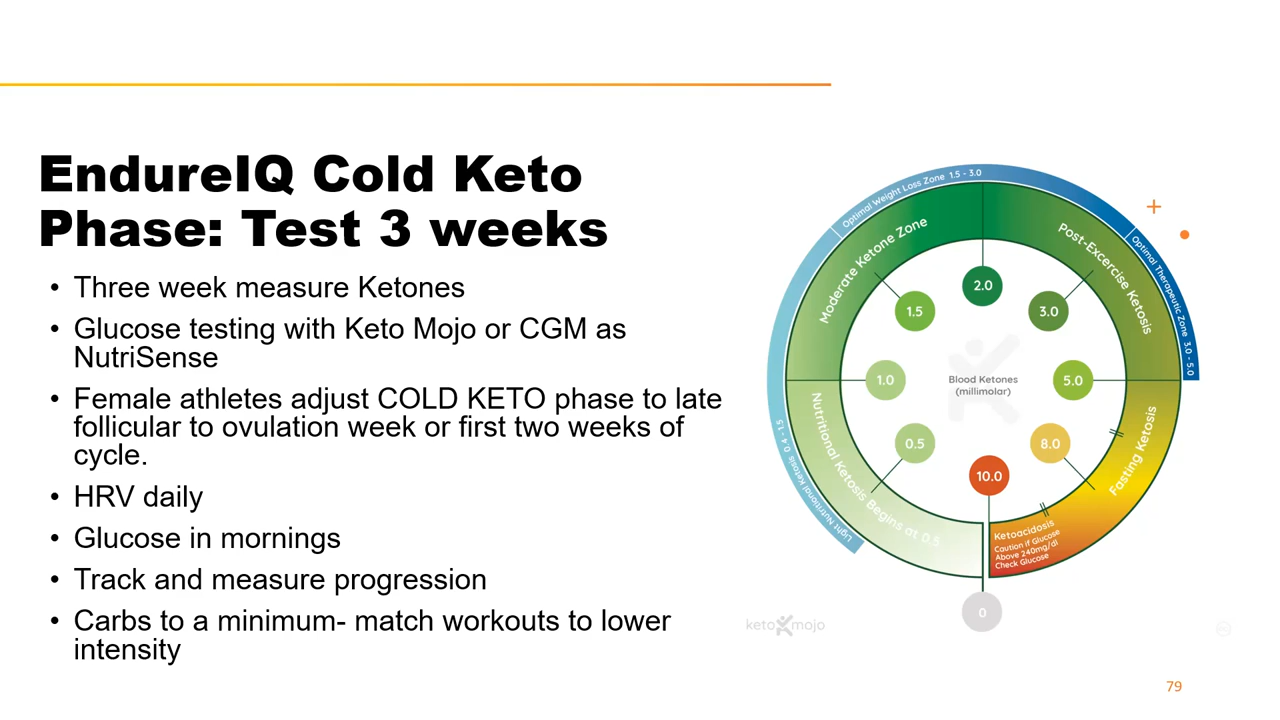 EndureIQ Cold Keto
Phase: Test 3 weeks
• Three week measure Ketones
• Glucose testing with Keto Mojo or CGM as
NutriSense
• Female athletes adjust COLD KETO phase to late
follicular to ovulation week or first two weeks of
cycle.
• HRV daily
• Glucose in mornings
• Track and measure progression
• Carbs to a minimum- match workouts to lower
intensity
Optimal Weight Loss Zone 1.5 - 3.0
Optimal Therapeutic Zone 3.0 - 5.0
Light Nutritional Ketosis 0.4 - 1.5
Moderate Ketone Zone
Post-Excercise Ketosis
Nutritional Ketosis Begins at 0.5
Fasting Ketosis
Ketoacidosis
Caution if Glucose
Above 240mg/dl
Check Glucose
2.0
1.5
3.0
1.0
5.0
0.5
8.0
10.0
0
Blood Ketones
(millimolar)
keto mojo
79